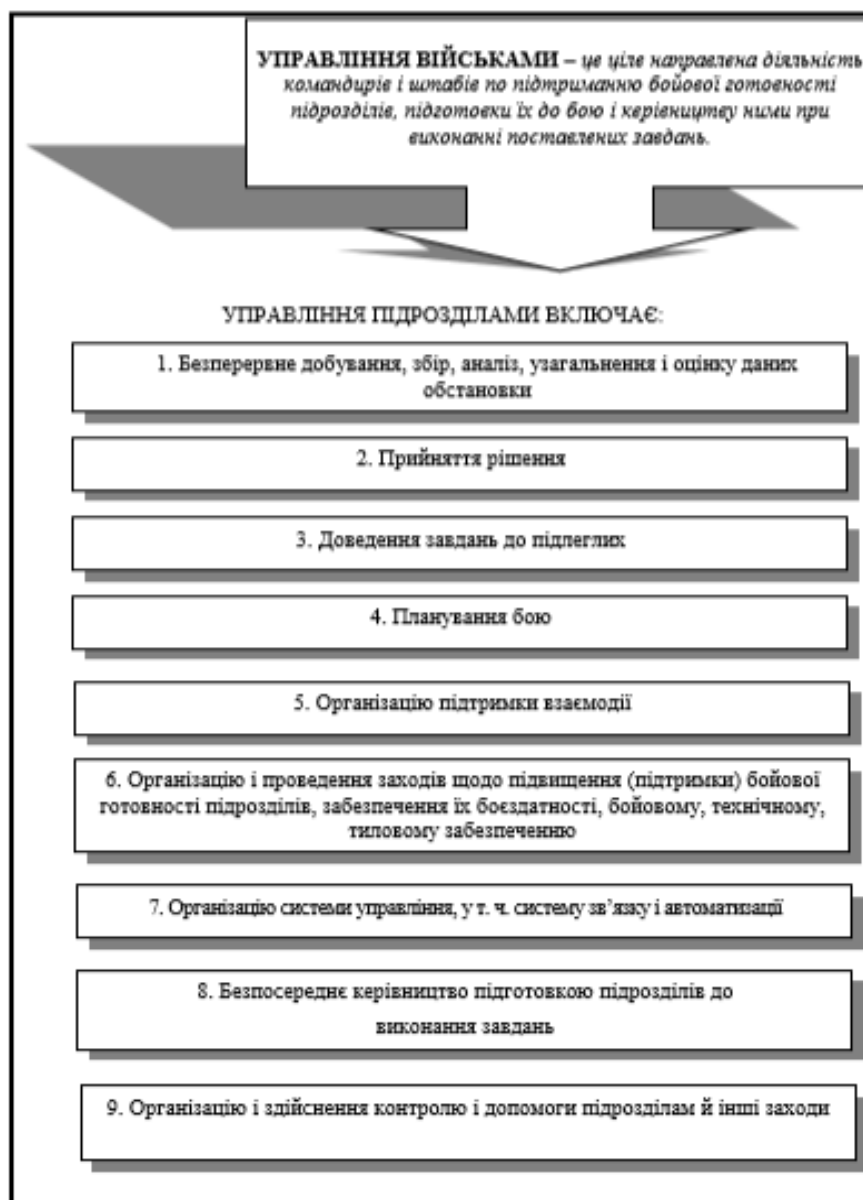 УПРАВЛІННЯ ВІЙСЬКАМИ – це ціле направлена діяльність
командирів і штабів по підтриманню бойової готовності
підрозділів, підготовки їх до бою і керівництву ними при
виконанні поставлених завдань.
УПРАВЛІННЯ ПІДРОЗДІЛАМИ ВКЛЮЧАЄ:
1. Безперервне добування, збір, аналіз, узагальнення і оцінку даних
обстановки
2. Прийняття рішення
3. Доведення завдань до підлеглих
4. Планування бою
5. Організацію підтримки взаємодії
6. Організацію і проведення заходів щодо підвищення (підтримки) бойової
готовності підрозділів, забезпечення їх боєздатності, бойовому, технічному,
тиловому забезпеченню
7. Організацію системи управління, у т. ч. систему зв’язку і автоматизації
8. Безпосереднє керівництво підготовкою підрозділів до
виконання завдань
9. Організацію і здійснення контролю і допомоги підрозділам й інші заходи